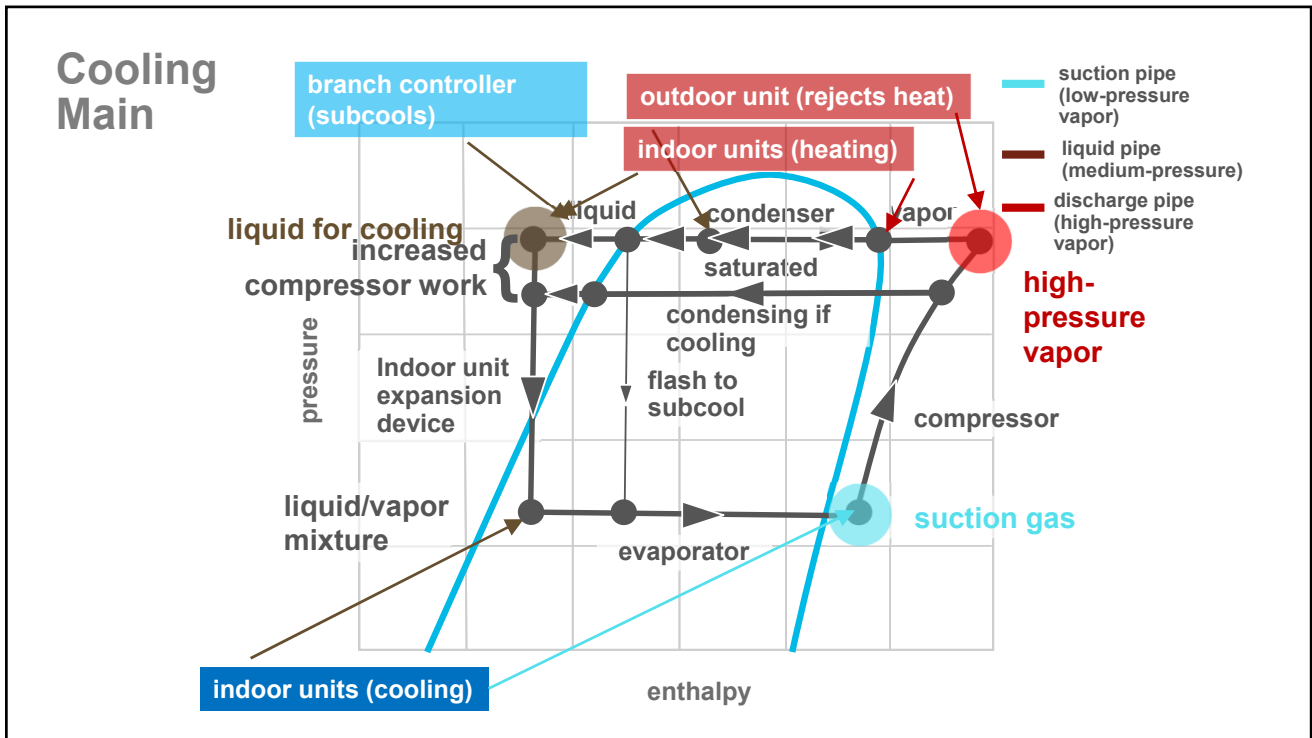 Cooling
Main
branch controller
(subcools)
outdoor unit (rejects heat)
indoor units (heating)
suction pipe
(low-pressure
vapor)
liquid pipe
(medium-pressure)
discharge pipe
(high-pressure
vapor)
liquid
condenser
vapor
liquid for cooling
increased
compressor work
{
saturated
condensing if
cooling
high-
pressure
vapor
pressure
Indoor unit
expansion
device
flash to
subcool
compressor
liquid/vapor
mixture
suction gas
evaporator
indoor units (cooling)
enthalpy